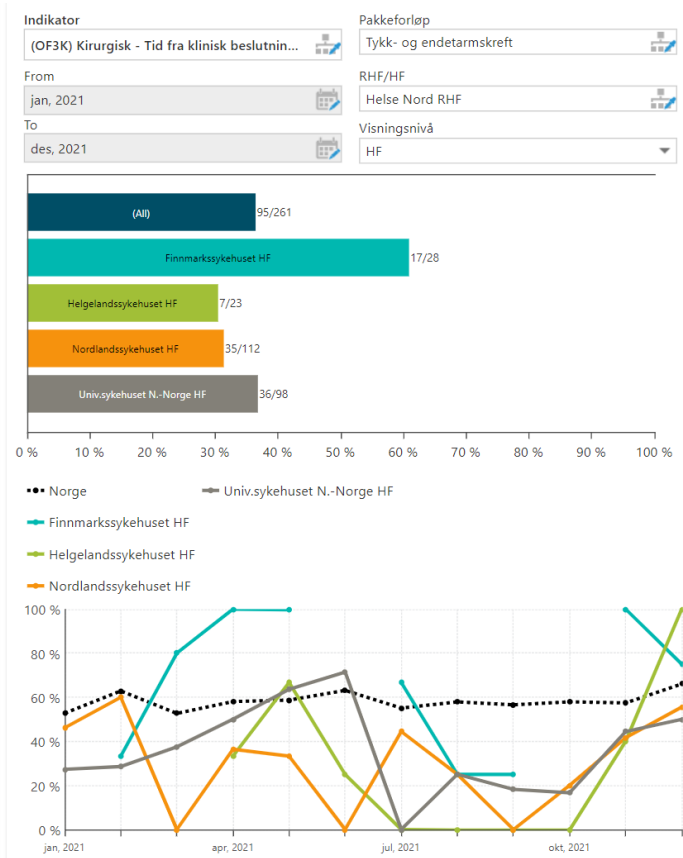 Indikator
Pakkeforløp
(OF3K) Kirurgisk - Tid fra klinisk beslutnin...
Tykk- og endetarmskreft
From
RHF/HF
jan, 2021
Helse Nord RHF
To
Visningsnivå
des, 2021
HF
(All) 95/261
Finnmarkssykehuset HF 17/28
Helgelandssykehuset HF 7/23
Nordlandssykehuset HF 35/112
Univ.sykehuset N.-Norge HF 36/98
0 % 10 % 20 % 30 % 40 % 50 % 60 % 70 % 80 % 90 % 100 %
Norge Univ.sykehuset N.-Norge HF
Finnmarkssykehuset HF
Helgelandssykehuset HF
Nordlandssykehuset HF
100 %
80 %
60 %
40 %
20 %
0 %
jan, 2021 apr, 2021 jul, 2021 okt, 2021